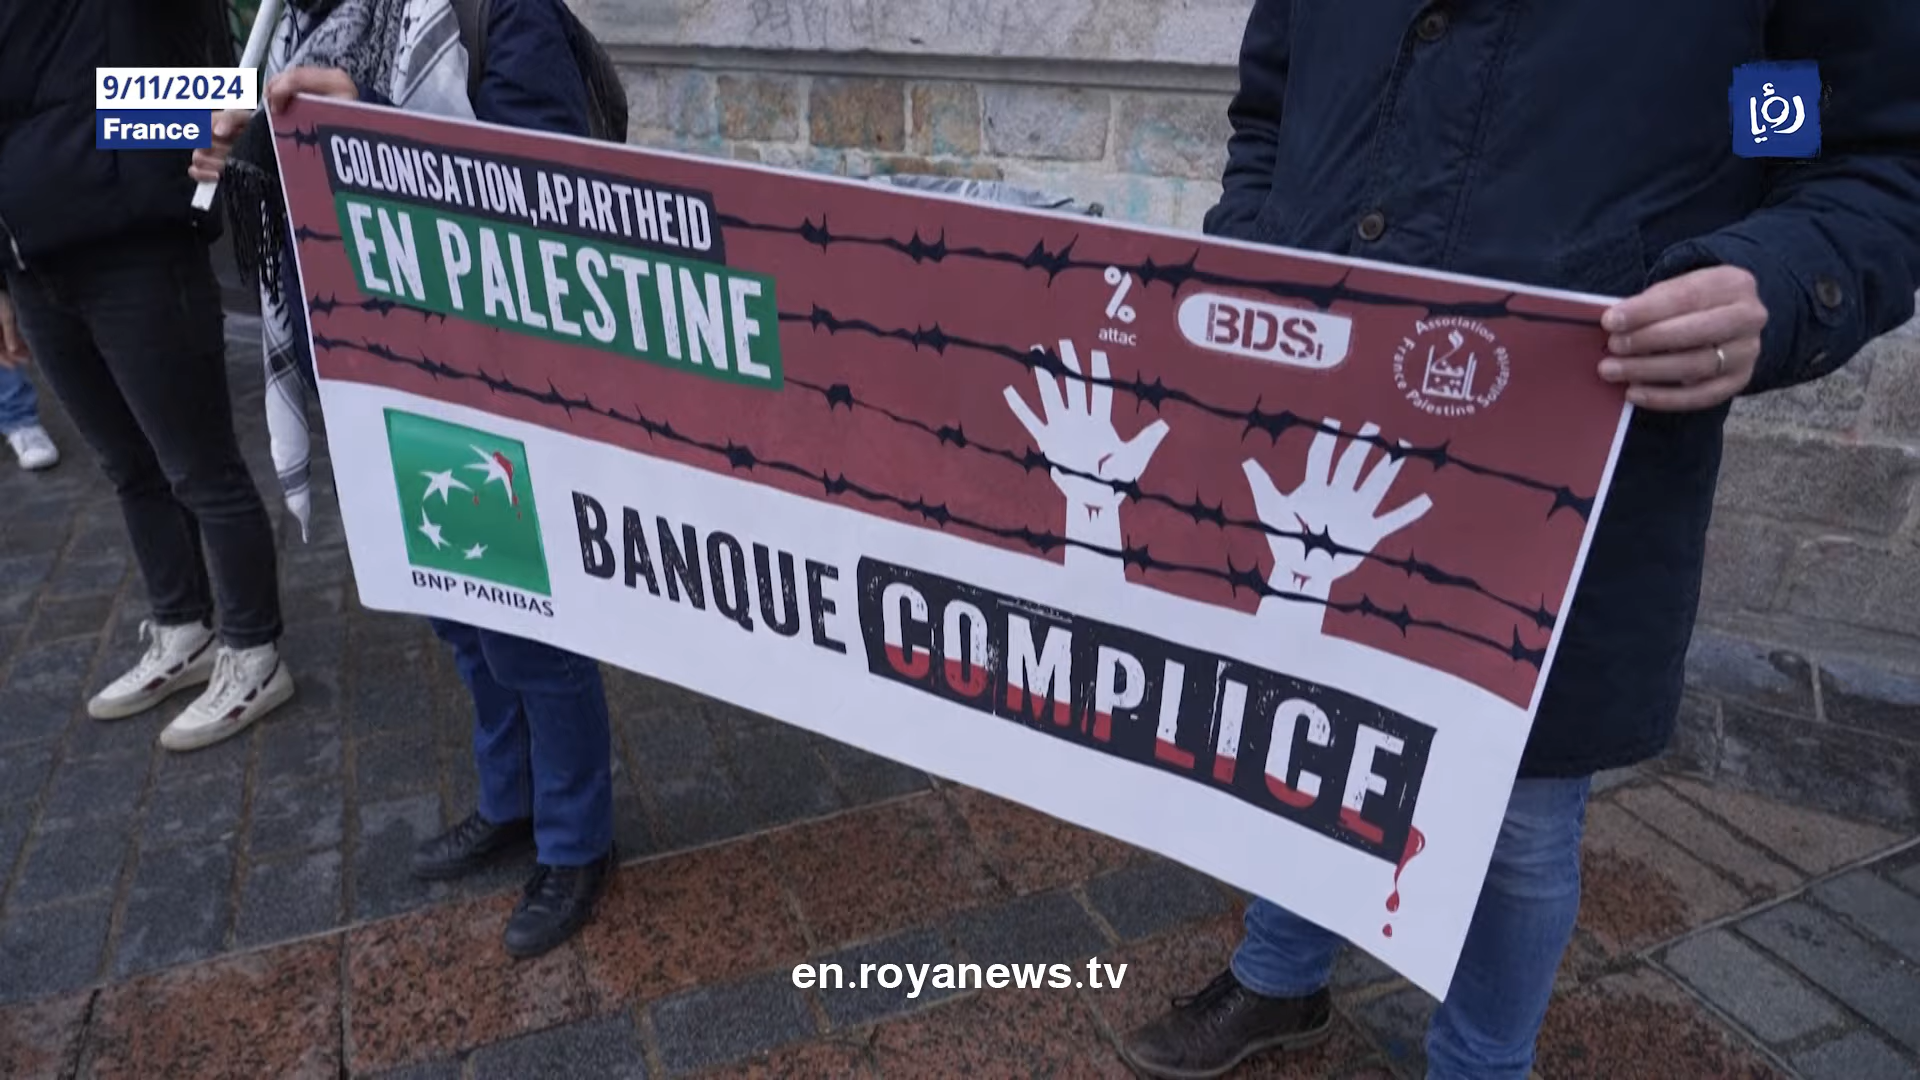 9/11/2024
France
رؤيا
COLONISATION, APARTHEID
EN PALESTINE
%
attac
BDS
Association France Palestine Solidarité
BNP PARIBAS
BANQUE COMPLICE
en.royanews.tv